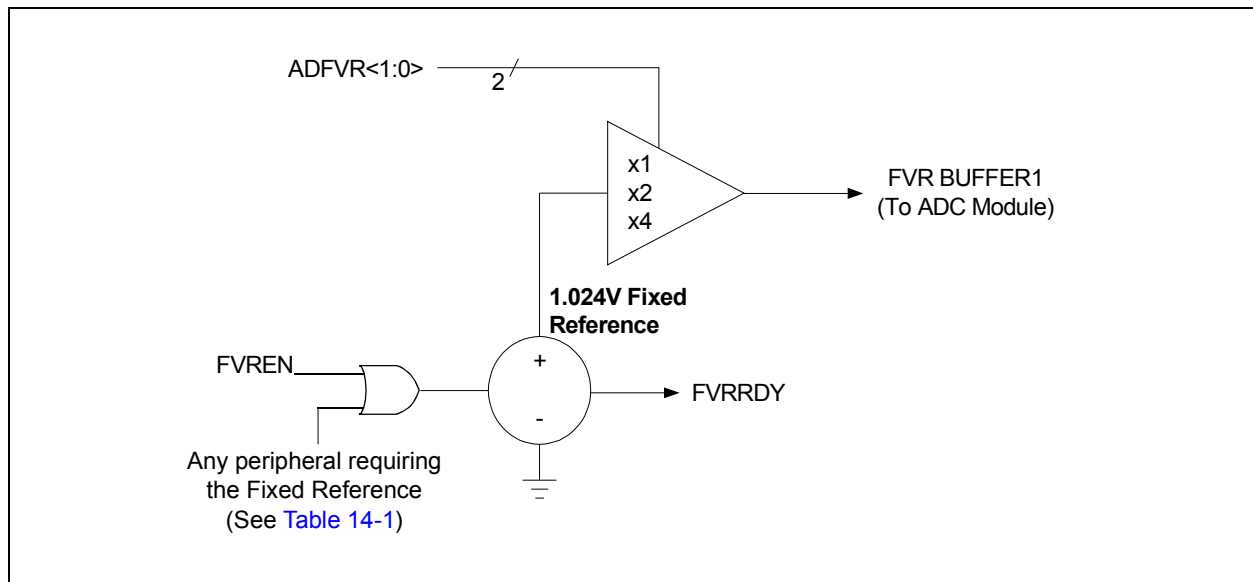 ADFVR<1:0>
2
x1
x2
x4
FVR BUFFER1
(To ADC Module)
1.024V Fixed
Reference
FVREN
+
-
FVRRDY
Any peripheral requiring
the Fixed Reference
(See Table 14-1)